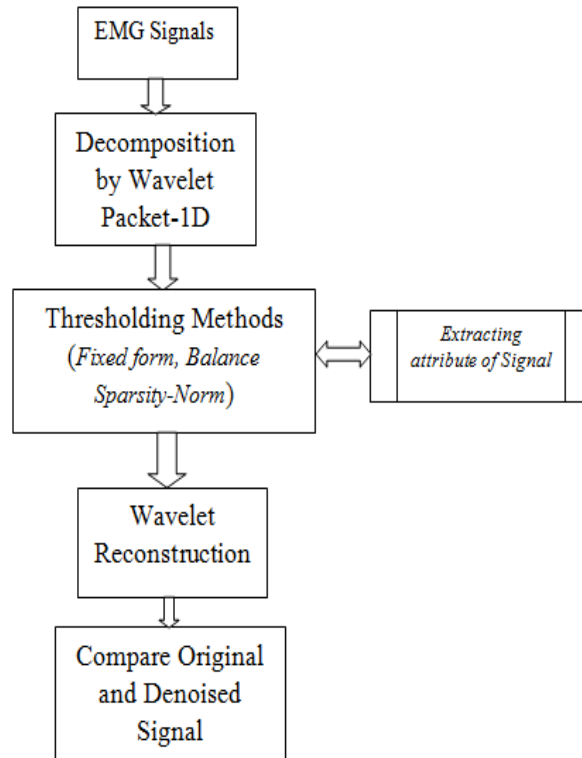 EMG Signals
Decomposition
by Wavelet
Packet-1D
Thresholding Methods
(Fixed form, Balance
Sparsity-Norm)
Extracting
attribute of Signal
Wavelet
Reconstruction
Compare Original
and Denoised
Signal